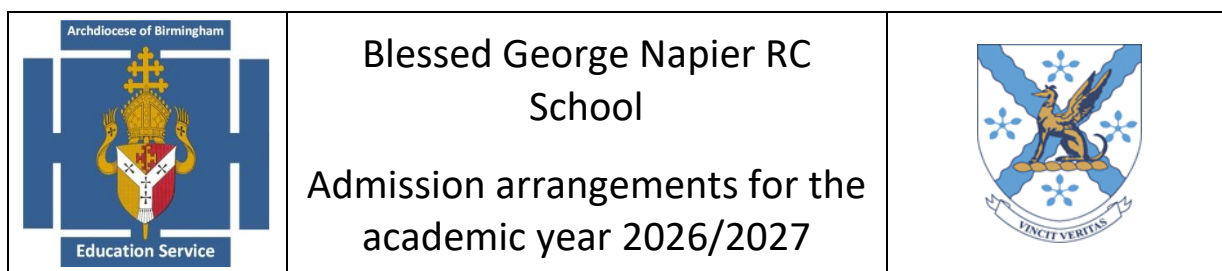 Archdiocese of Birmingham
Education Service
Blessed George Napier RC
School
Admission arrangements for the
academic year 2026/2027
VINCIT VERITAS